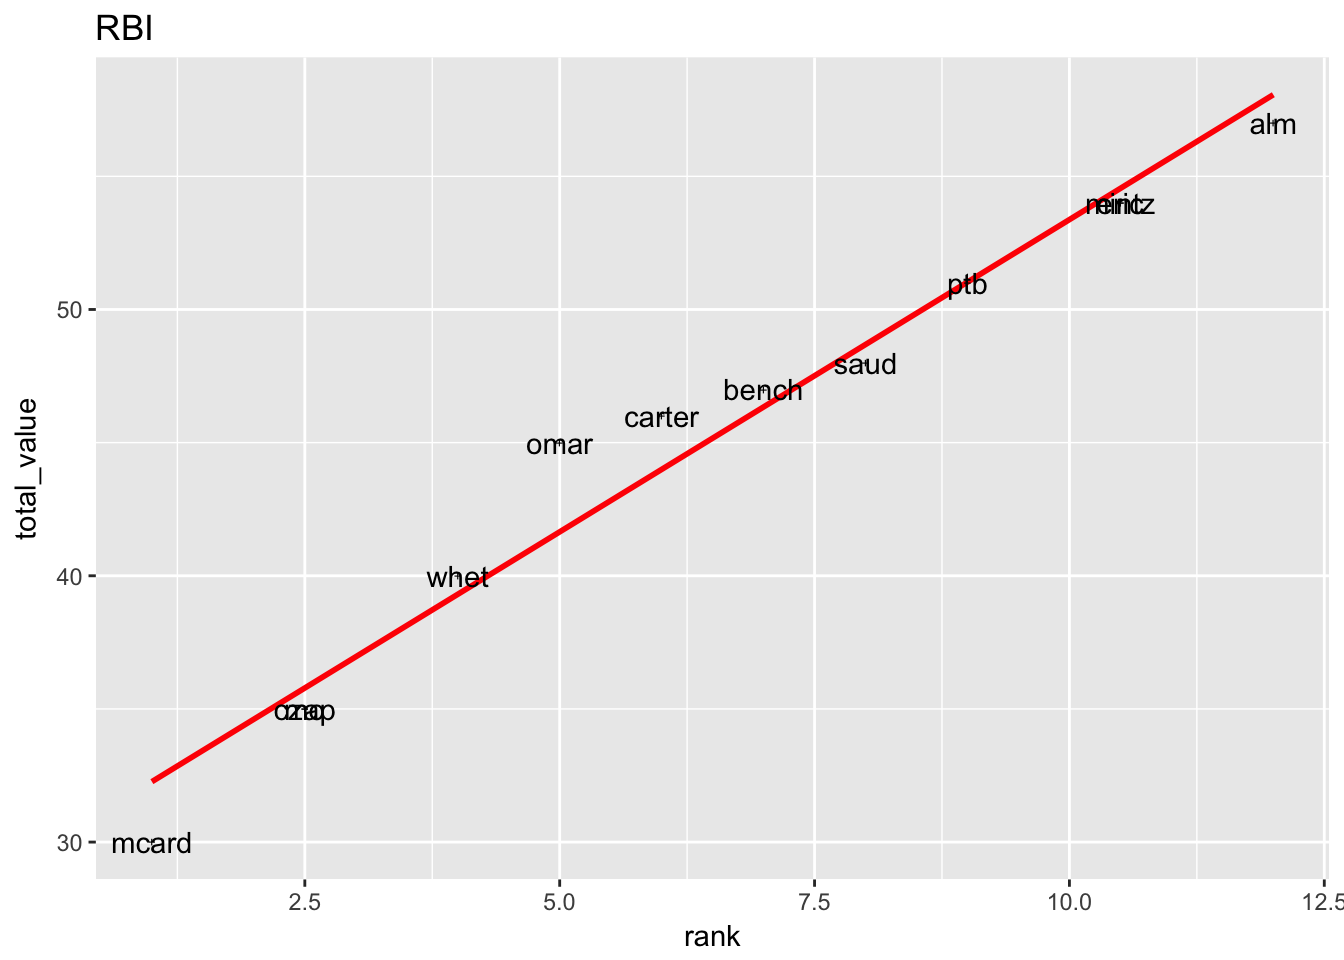 RBI
alm
ptb
50
saud
bench
carter
omar
total_value
whet
40
mcard
30
2.5
5.0
7.5
10.0
12.5
rank